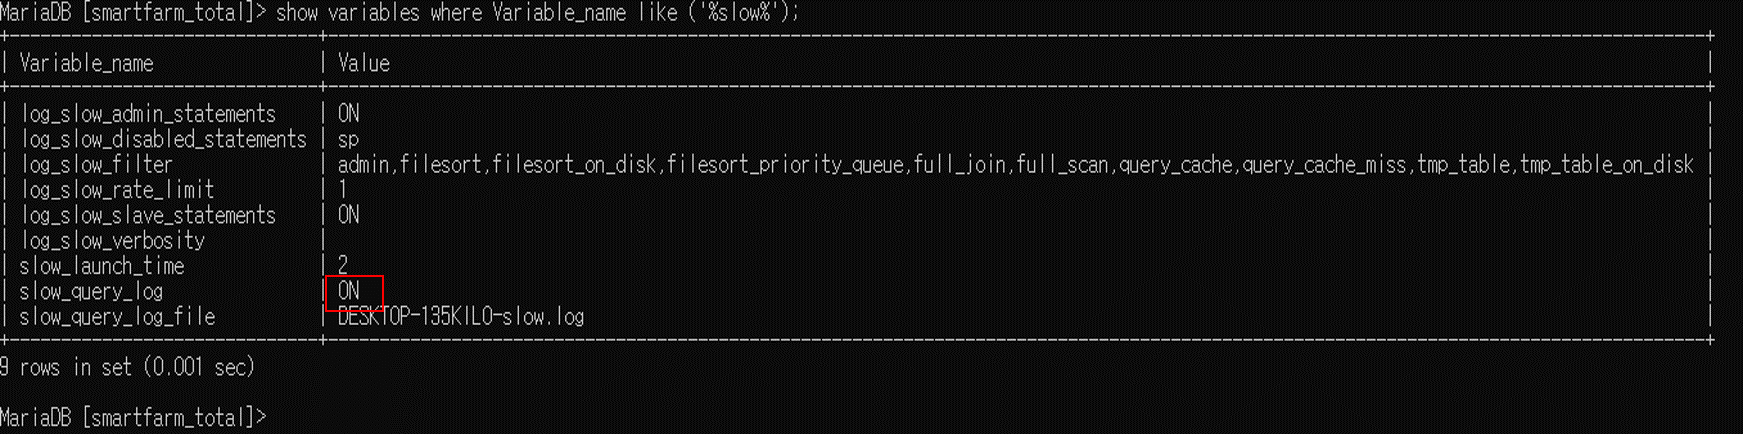 MariaDB [smartfarm_total]> show variables where Variable_name like ('%slow%');
+------------------------------+----------------------------------------------------------------------------------------------------------------------------------------+
| Variable_name | Value |
+------------------------------+----------------------------------------------------------------------------------------------------------------------------------------+
| log_slow_admin_statements | ON |
| log_slow_disabled_statements | sp |
| log_slow_filter | admin,filesort,filesort_on_disk,filesort_priority_queue,full_join,full_scan,query_cache,query_cache_miss,tmp_table,tmp_table_on_disk |
| log_slow_rate_limit | 1 |
| log_slow_slave_statements | ON |
| log_slow_verbosity | |
| slow_launch_time | 2 |
| slow_query_log | ON |
| slow_query_log_file | DESKTOP-135KILO-slow.log |
+------------------------------+----------------------------------------------------------------------------------------------------------------------------------------+
9 rows in set (0.001 sec)
MariaDB [smartfarm_total]>